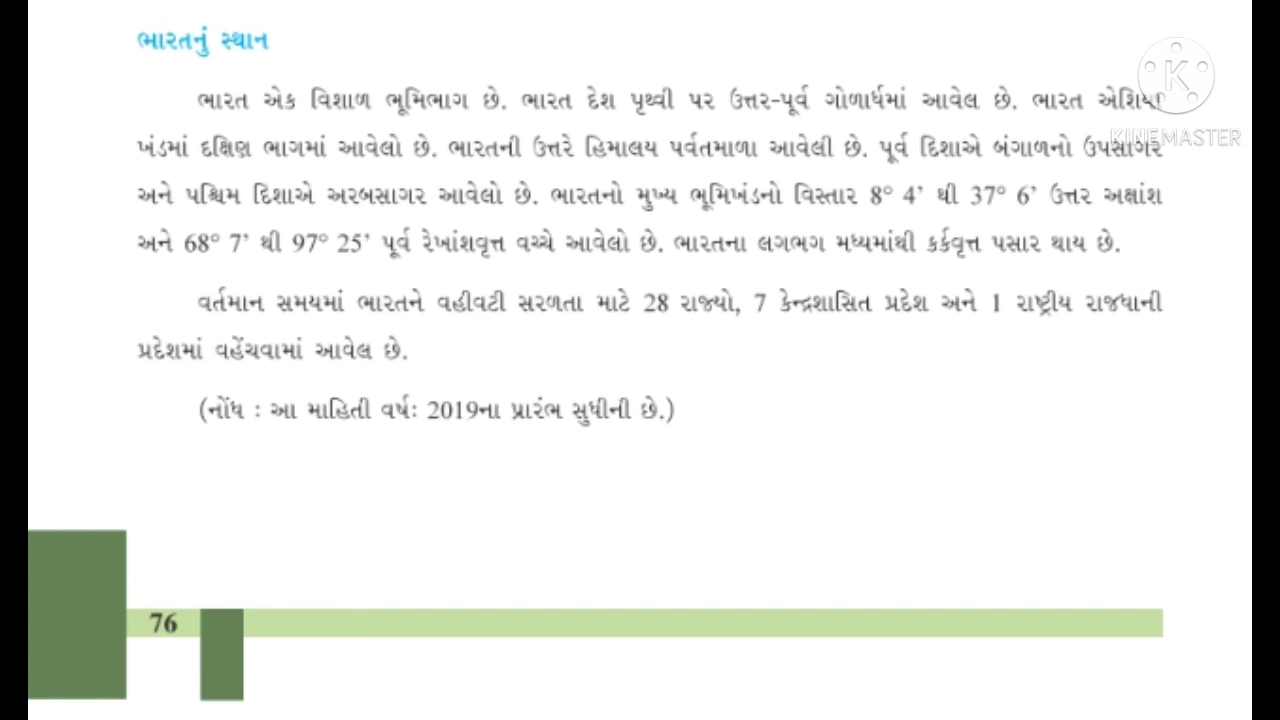 ભારતનું સ્થાન
ભારત એક વિશાળ ભૂમિભાગ છે. ભારત દેશ પૃથ્વી પર ઉત્તર-પૂર્વ ગોળાર્ધમાં આવેલ છે. ભારત એશિયા
ખંડમાં દક્ષિણ ભાગમાં આવેલો છે. ભારતની ઉત્તરે હિમાલય પર્વતમાળા આવેલી છે. પૂર્વ દિશાએ બંગાળનો ઉપસાગર
અને પશ્ચિમ દિશાએ અરબસાગર આવેલો છે. ભારતનો મુખ્ય ભૂમિખંડનો વિસ્તાર 8° 4’ થી 37° 6’ ઉત્તર અક્ષાંશ
અને 68° 7’ થી 97° 25’ પૂર્વ રેખાંશવૃત્ત વચ્ચે આવેલો છે. ભારતના લગભગ મધ્યમાંથી કર્કવૃત્ત પસાર થાય છે.
વર્તમાન સમયમાં ભારતને વહીવટી સરળતા માટે 28 રાજ્યો, 7 કેન્દ્રશાસિત પ્રદેશ અને 1 રાષ્ટ્રીય રાજધાની
પ્રદેશમાં વહેંચવામાં આવેલ છે.
(નોંધ : આ માહિતી વર્ષઃ 2019ના પ્રારંભ સુધીની છે.)
76
K
KINEMASTER